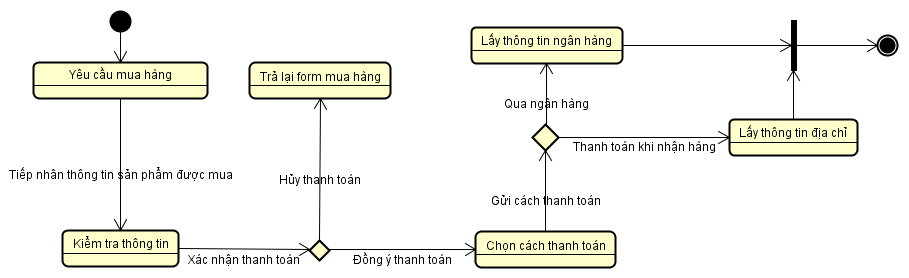 Yêu cầu mua hàng
Tiếp nhân thông tin sản phẩm được mua
Kiểm tra thông tin
Xác nhận thanh toán
Trả lại form mua hàng
Hủy thanh toán
Đồng ý thanh toán
Chọn cách thanh toán
Gửi cách thanh toán
Qua ngân hàng
Lấy thông tin ngân hàng
Thanh toán khi nhận hàng
Lấy thông tin địa chỉ